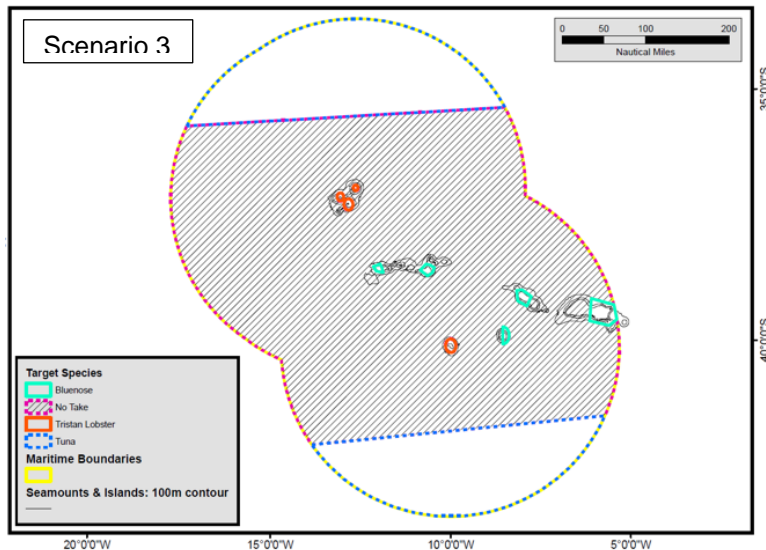 Scenario 3
0 50 100 200
Nautical Miles
35°0'0"S
40°0'0"S
Target Species
Bluenose
No Take
Tristan Lobster
Tuna
Maritime Boundaries
Seamounts & Islands: 100m contour
20°0'0"W 15°0'0"W 10°0'0"W 5°0'0"W